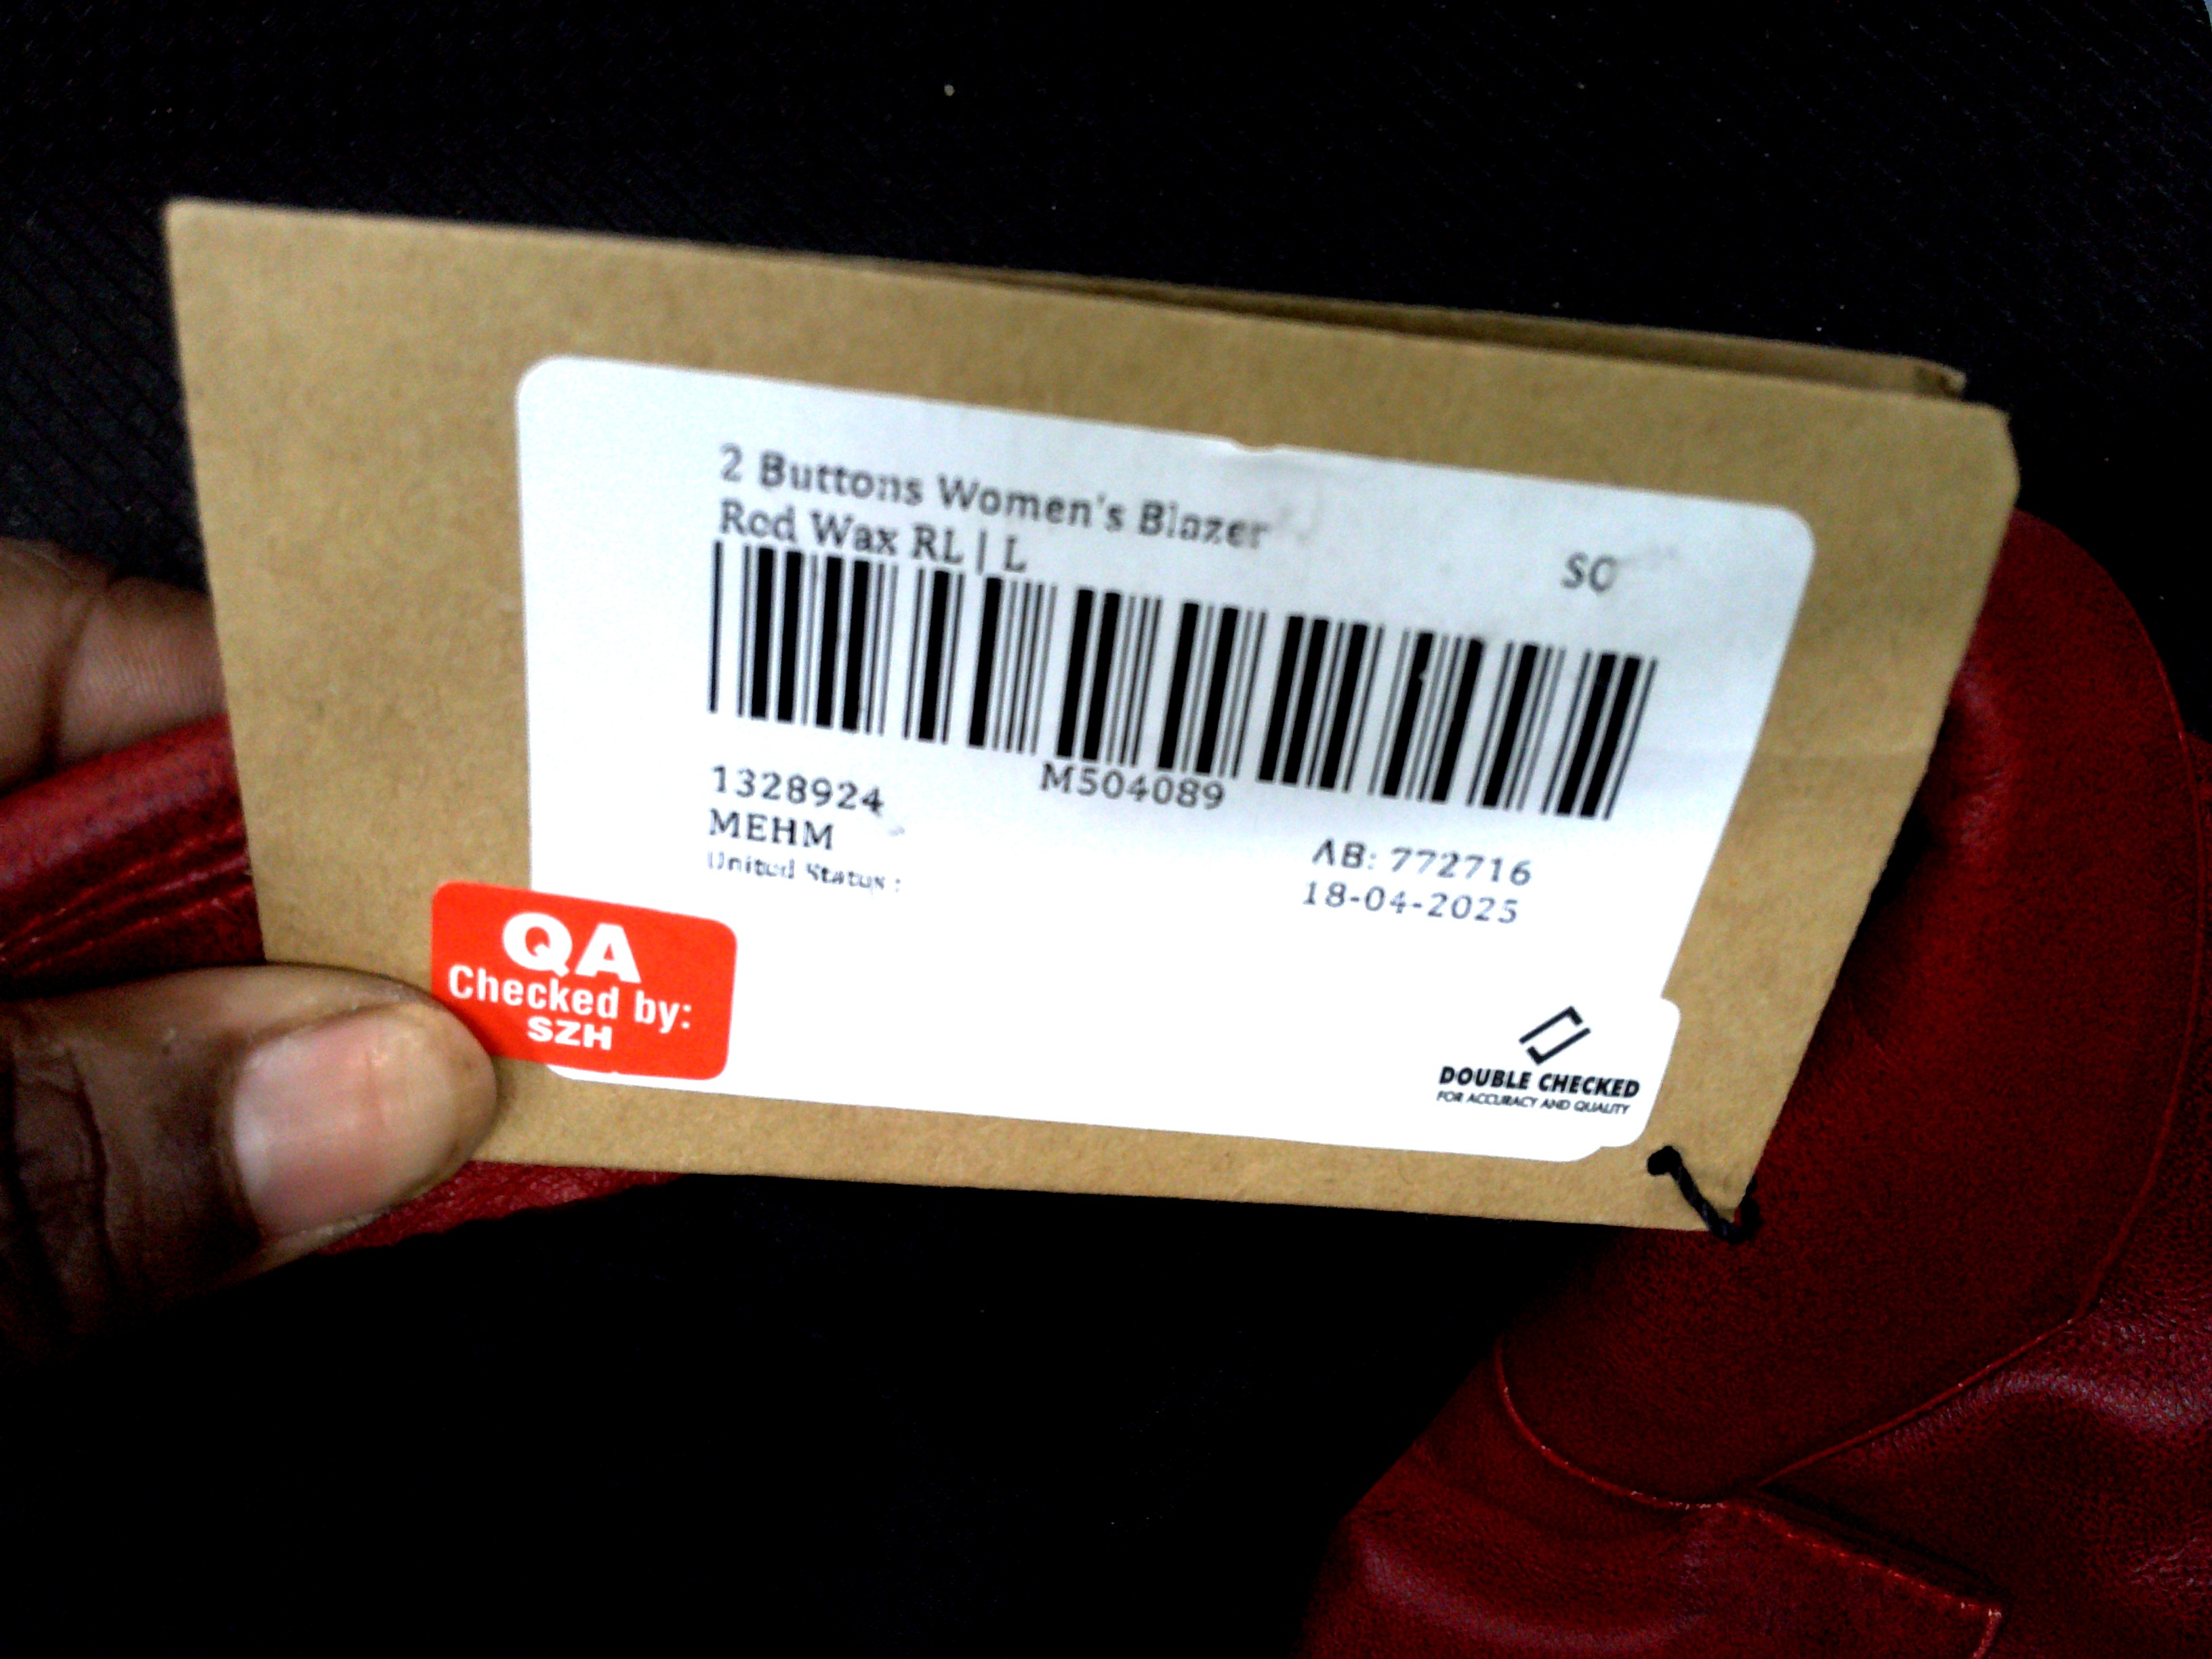 2 Buttons Women's Blazer
Red Wax RL | L
SO
M504089
1328924
MEHM
United Status :
AB: 772716
18-04-2025
QA
Checked by:
SZH
DOUBLE CHECKED
FOR ACCURACY AND QUALITY